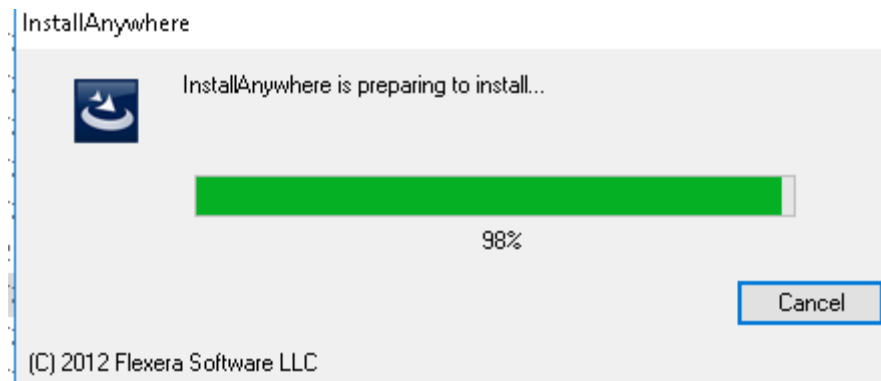 InstallAnywhere
InstallAnywhere is preparing to install...
98%
Cancel
(C) 2012 Flexera Software LLC